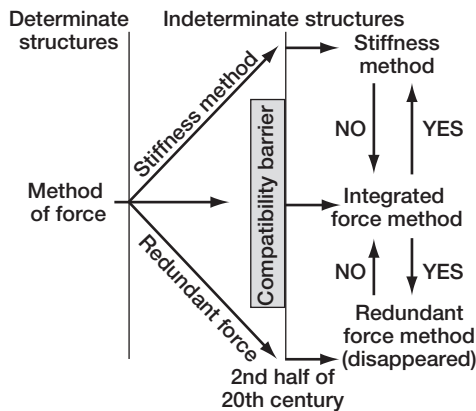 Determinate
structures
Indeterminate structures
Stiffness
method
Stiffness method
Compatibility barrier
NO
YES
Method
of force
Integrated
force method
Redundant force
NO
YES
Redundant
force method
(disappeared)
2nd half of
20th century